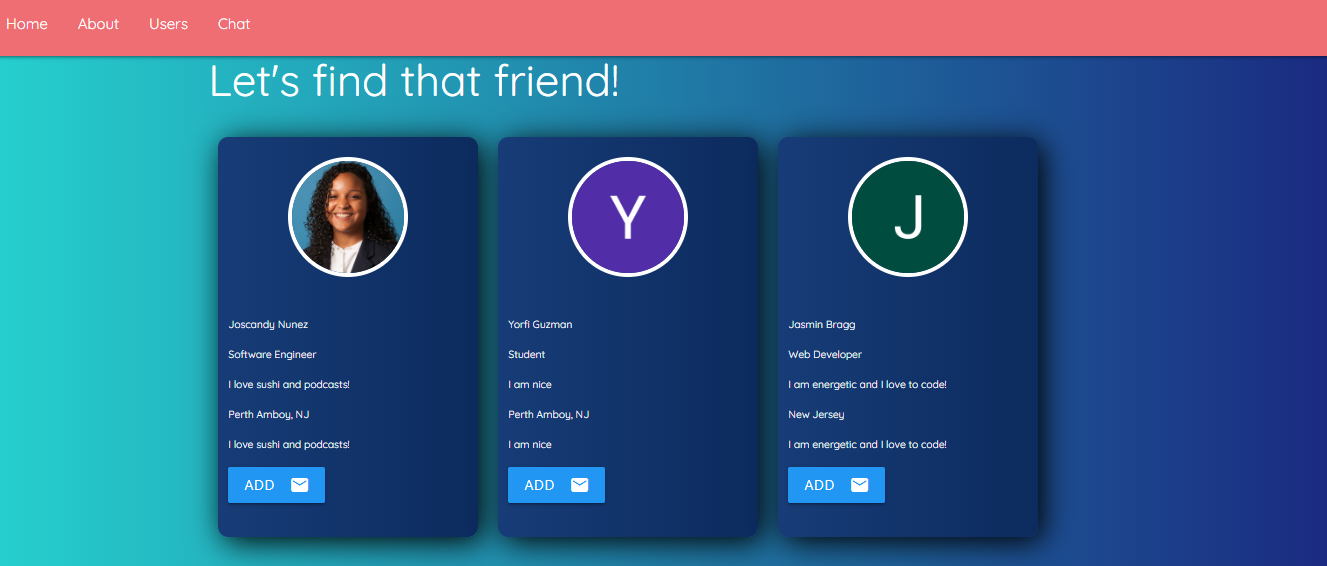 Home About Users Chat
Let's find that friend!
Y
J
Joscandy Nunez
Software Engineer
I love sushi and podcasts!
Perth Amboy, NJ
I love sushi and podcasts!
ADD
Yorfi Guzman
Student
I am nice
Perth Amboy, NJ
I am nice
ADD
Jasmin Bragg
Web Developer
I am energetic and I love to code!
New Jersey
I am energetic and I love to code!
ADD